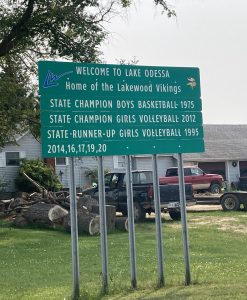 WELCOME TO LAKE ODESSA
Home of the Lakewood Vikings
STATE CHAMPION BOYS BASKETBALL 1975
STATE CHAMPION GIRLS VOLLEYBALL 2012
STATE-RUNNER-UP GIRLS VOLLEYBALL 1995
2014,16,17,19,20